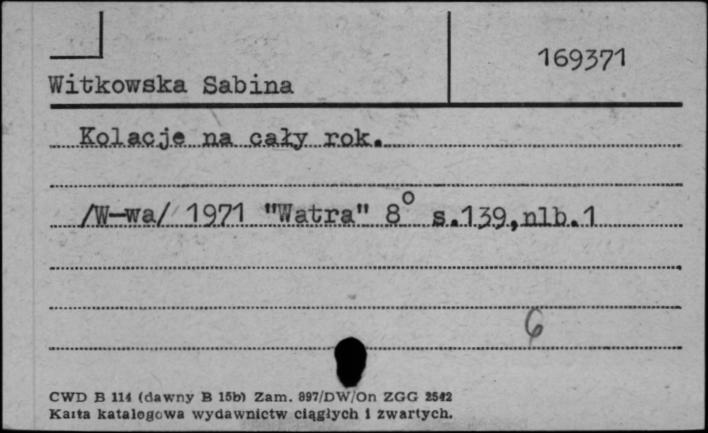 169371
Witkowska Sabina
Kolacje na cały rok.
/W-wa/ 1971 "Watra" 8° s.139,nlb.1
6
CWD B 114 (dawny B 15b) Zam. 897/DW/On ZGG 2542
Karta katalogowa wydawnictw ciągłych i zwartych.